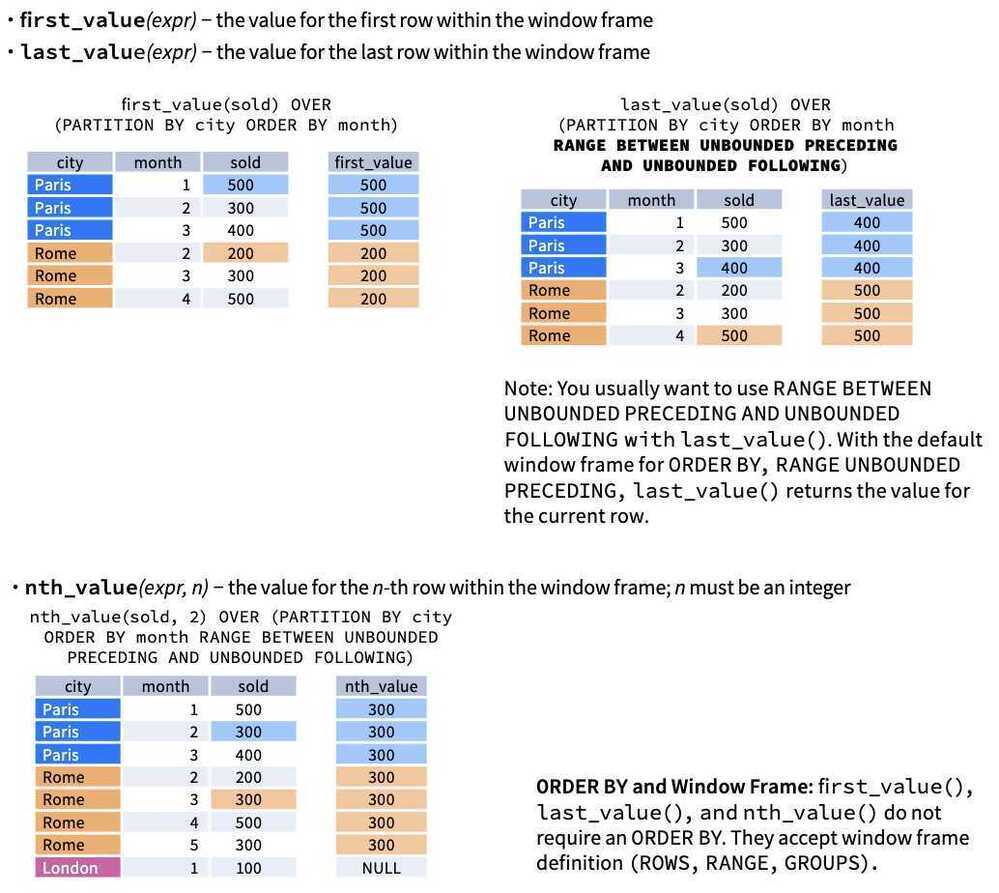 • first_value(expr) – the value for the first row within the window frame
• last_value(expr) – the value for the last row within the window frame
first_value(sold) OVER
(PARTITION BY city ORDER BY month)
city month sold first_value
Paris 1 500 500
Paris 2 300 500
Paris 3 400 500
Rome 2 200 200
Rome 3 300 200
Rome 4 500 200
last_value(sold) OVER
(PARTITION BY city ORDER BY month
RANGE BETWEEN UNBOUNDED PRECEDING
AND UNBOUNDED FOLLOWING)
city month sold last_value
Paris 1 500 400
Paris 2 300 400
Paris 3 400 400
Rome 2 200 500
Rome 3 300 500
Rome 4 500 500
Note: You usually want to use RANGE BETWEEN
UNBOUNDED PRECEDING AND UNBOUNDED
FOLLOWING with last_value(). With the default
window frame for ORDER BY, RANGE UNBOUNDED
PRECEDING, last_value() returns the value for
the current row.
• nth_value(expr, n) – the value for the n-th row within the window frame; n must be an integer
nth_value(sold, 2) OVER (PARTITION BY city
ORDER BY month RANGE BETWEEN UNBOUNDED
PRECEDING AND UNBOUNDED FOLLOWING)
city month sold nth_value
Paris 1 500 300
Paris 2 300 300
Paris 3 400 300
Rome 2 200 300
Rome 3 300 300
Rome 4 500 300
Rome 5 300 300
London 1 100 NULL
ORDER BY and Window Frame: first_value(),
last_value(), and nth_value() do not
require an ORDER BY. They accept window frame
definition (ROWS, RANGE, GROUPS).